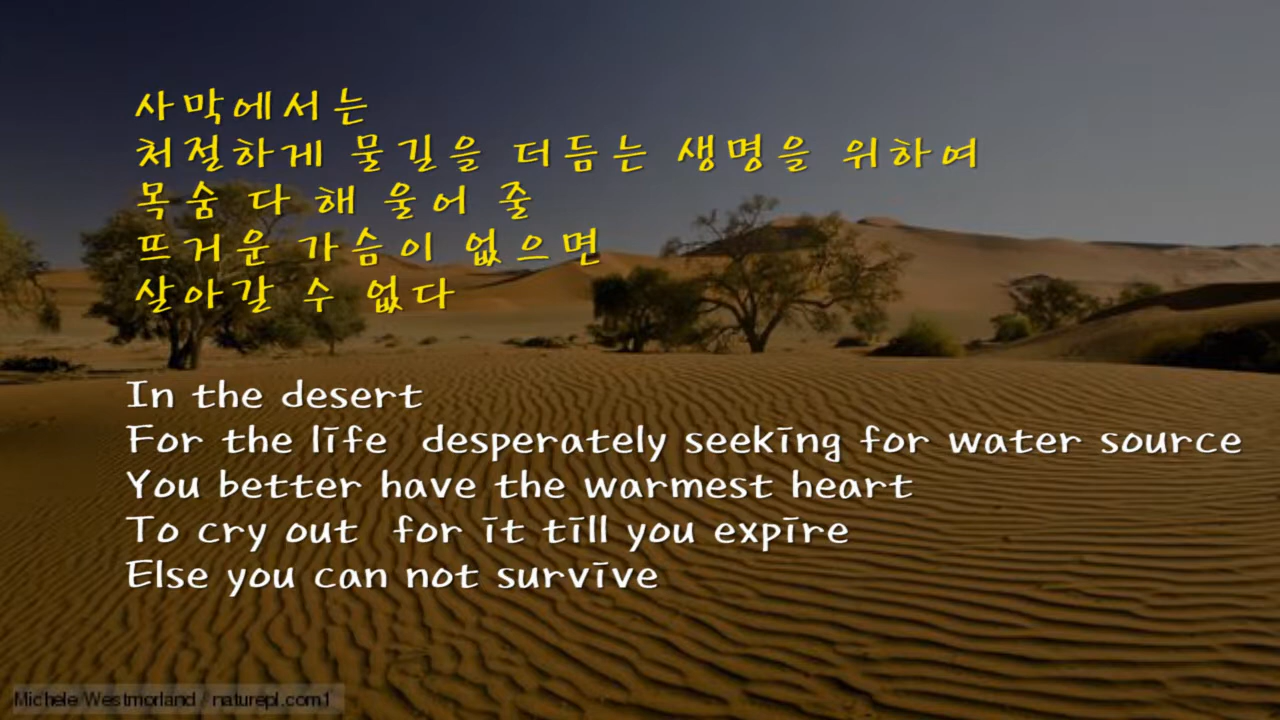 사막에서는
처절하게 물길을 더듬는 생명을 위하여
목숨 다 해 울어 줄
뜨거운 가슴이 없으면
살아갈 수 없다
In the desert
For the life desperately seeking for water source
You better have the warmest heart
To cry out for it till you expire
Else you can not survive
Michele Westmorland / naturepl.com1